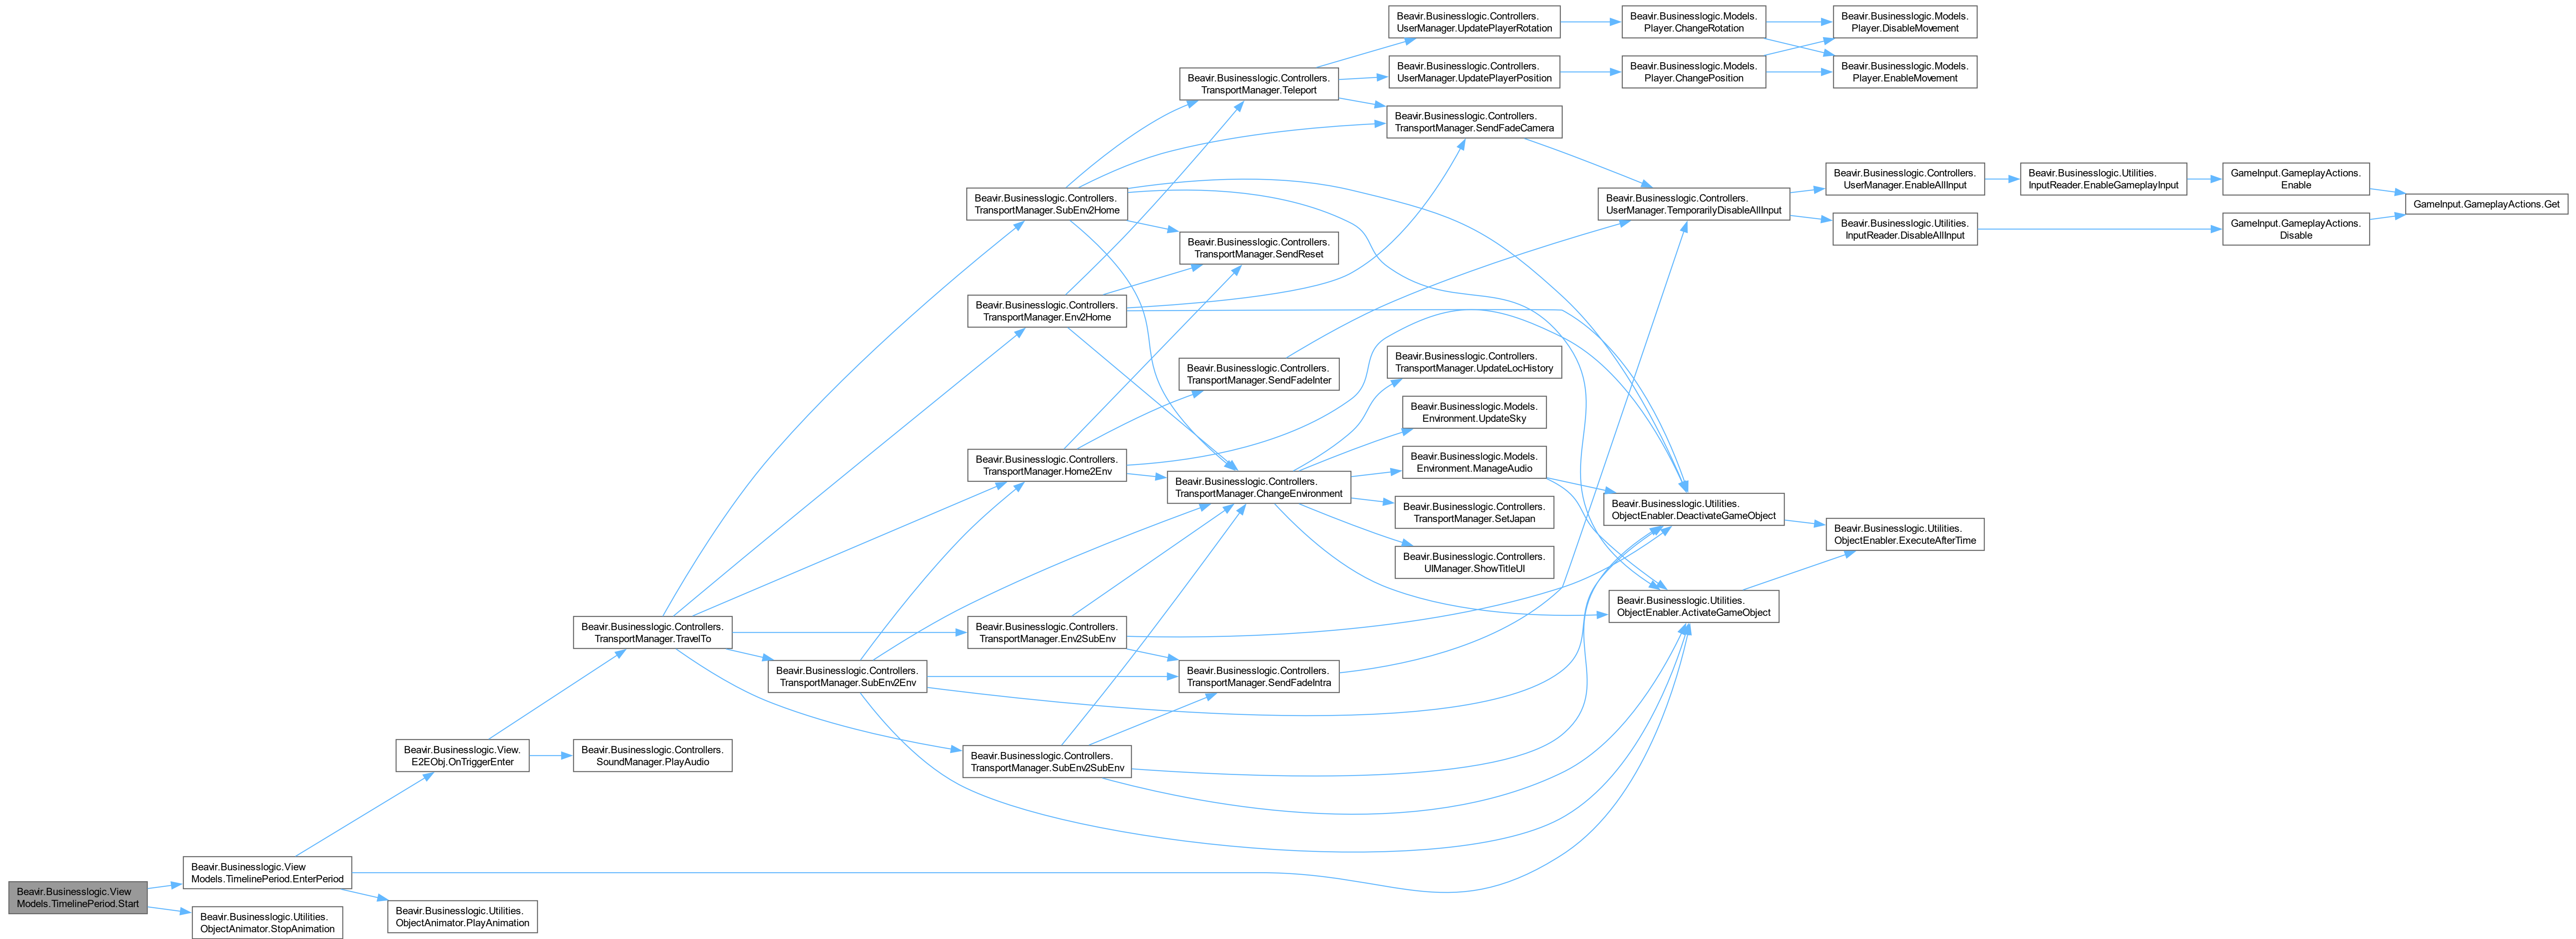 Beavir.Businesslogic.View
Models.TimelinePeriod.Start
Beavir.Businesslogic.View
Models.TimelinePeriod.EnterPeriod
Beavir.Businesslogic.Utilities.
ObjectAnimator.StopAnimation
Beavir.Businesslogic.View.
E2EObj.OnTriggerEnter
Beavir.Businesslogic.Utilities.
ObjectAnimator.PlayAnimation
Beavir.Businesslogic.Controllers.
TransportManager.TravelTo
Beavir.Businesslogic.Controllers.
SoundManager.PlayAudio
Beavir.Businesslogic.Controllers.
TransportManager.SubEnv2Env
Beavir.Businesslogic.Controllers.
TransportManager.SubEnv2Home
Beavir.Businesslogic.Controllers.
TransportManager.Env2Home
Beavir.Businesslogic.Controllers.
TransportManager.Home2Env
Beavir.Businesslogic.Controllers.
TransportManager.Env2SubEnv
Beavir.Businesslogic.Controllers.
TransportManager.SubEnv2SubEnv
Beavir.Businesslogic.Controllers.
TransportManager.Teleport
Beavir.Businesslogic.Controllers.
TransportManager.SendReset
Beavir.Businesslogic.Controllers.
TransportManager.SendFadeInter
Beavir.Businesslogic.Controllers.
TransportManager.ChangeEnvironment
Beavir.Businesslogic.Controllers.
TransportManager.SendFadeIntra
Beavir.Businesslogic.Controllers.
UserManager.UpdatePlayerRotation
Beavir.Businesslogic.Controllers.
UserManager.UpdatePlayerPosition
Beavir.Businesslogic.Controllers.
TransportManager.SendFadeCamera
Beavir.Businesslogic.Controllers.
TransportManager.UpdateLocHistory
Beavir.Businesslogic.Models.
Environment.UpdateSky
Beavir.Businesslogic.Models.
Environment.ManageAudio
Beavir.Businesslogic.Controllers.
TransportManager.SetJapan
Beavir.Businesslogic.Controllers.
UIManager.ShowTitleUI
Beavir.Businesslogic.Models.
Player.ChangeRotation
Beavir.Businesslogic.Models.
Player.ChangePosition
Beavir.Businesslogic.Controllers.
UserManager.TemporarilyDisableAllInput
Beavir.Businesslogic.Utilities.
ObjectEnabler.DeactivateGameObject
Beavir.Businesslogic.Utilities.
ObjectEnabler.ActivateGameObject
Beavir.Businesslogic.Models.
Player.DisableMovement
Beavir.Businesslogic.Models.
Player.EnableMovement
Beavir.Businesslogic.Controllers.
UserManager.EnableAllInput
Beavir.Businesslogic.Utilities.
InputReader.DisableAllInput
Beavir.Businesslogic.Utilities.
ObjectEnabler.ExecuteAfterTime
Beavir.Businesslogic.Utilities.
InputReader.EnableGameplayInput
GameInput.GameplayActions.
Enable
GameInput.GameplayActions.
Disable
GameInput.GameplayActions.Get